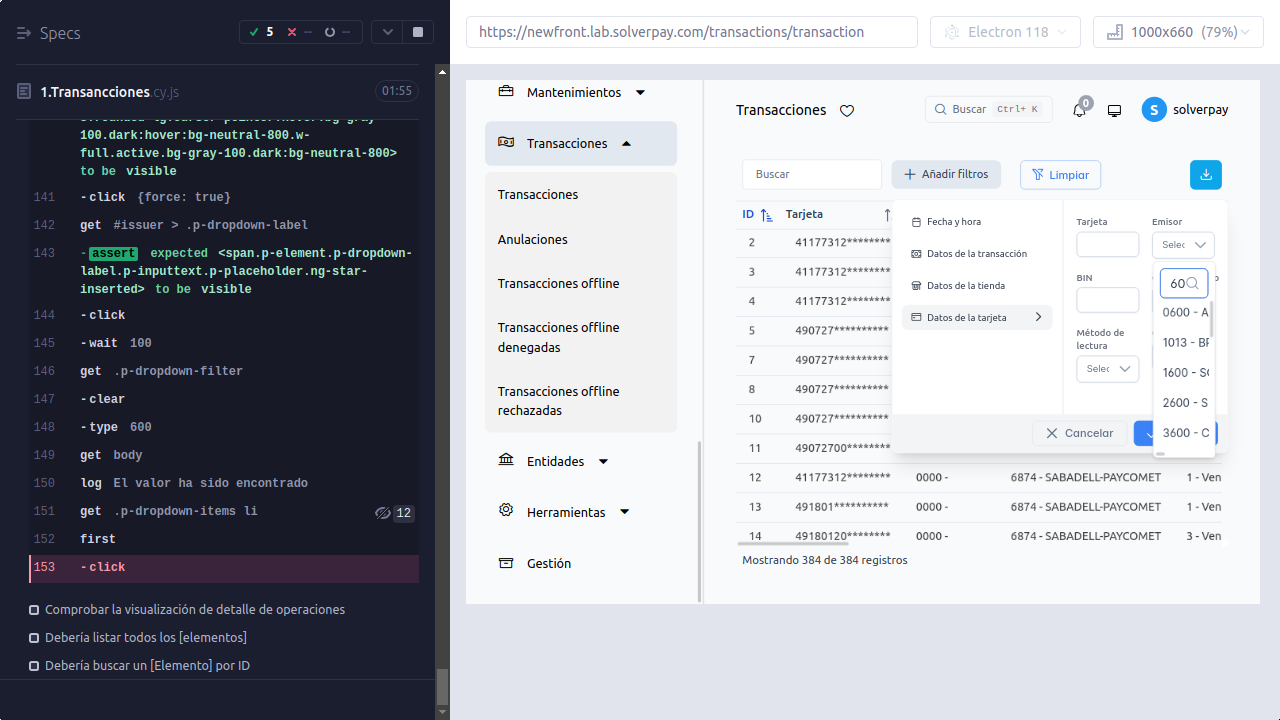 Specs
5
--
--
1.Transancciones.cy.js
01:55
100.dark:hover:bg-neutral-800.w-
full.active.bg-gray-100.dark:bg-neutral-800>
to be visible
141 -click {force: true}
142 get #issuer > .p-dropdown-label
143 -assert expected <span.p-element.p-dropdown-
label.p-inputtext.p-placeholder.ng-star-
inserted> to be visible
144 -click
145 -wait 100
146 get .p-dropdown-filter
147 -clear
148 -type 600
149 get body
150 log El valor ha sido encontrado
151 get .p-dropdown-items li 12
152 first
153 -click
Comprobar la visualización de detalle de operaciones
Debería listar todos los [elementos]
Debería buscar un [Elemento] por ID
https://newfront.lab.solverpay.com/transactions/transaction
Electron 118
1000x660 (79%)
Mantenimientos
Transacciones
Transacciones
Anulaciones
Transacciones offline
Transacciones offline
denegadas
Transacciones offline
rechazadas
Entidades
Herramientas
Gestión
Transacciones
Buscar Ctrl+ K
0
S solverpay
Buscar
Añadir filtros
Limpiar
ID Tarjeta
2 41177312********
3 41177312********
4 41177312********
5 490727**********
7 490727**********
8 490727**********
10 490727**********
11 49072700********
12 41177312******** 0000 - 6874 - SABADELL-PAYCOMET 1 - Ven
13 491801********** 0000 - 6874 - SABADELL-PAYCOMET 1 - Ven
14 49180120******** 0000 - 6874 - SABADELL-PAYCOMET 3 - Ven
Mostrando 384 de 384 registros
Fecha y hora
Datos de la transacción
Datos de la tienda
Datos de la tarjeta
Tarjeta
Emisor
Selec
BIN
Método de
lectura
Selec
60
0600 - A
1013 - BF
1600 - SC
2600 - S
3600 - C
Cancelar